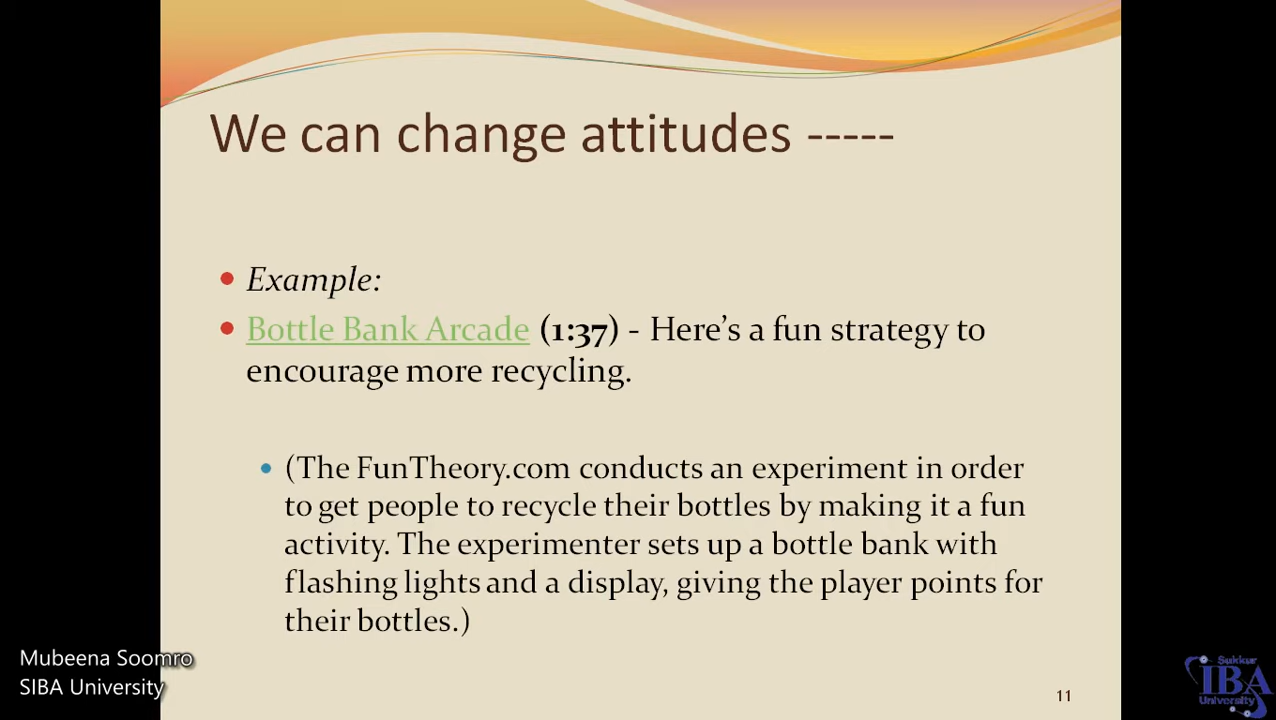 We can change attitudes -----
Example:
Bottle Bank Arcade (1:37) - Here's a fun strategy to
encourage more recycling.
(The FunTheory.com conducts an experiment in order
to get people to recycle their bottles by making it a fun
activity. The experimenter sets up a bottle bank with
flashing lights and a display, giving the player points for
their bottles.)
Mubeena Soomro
SIBA University
11
Sukkur
IBA
University